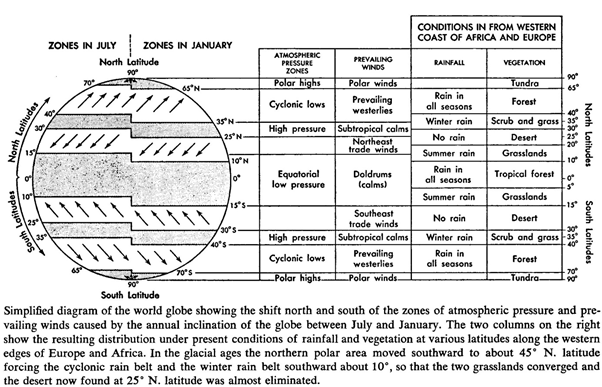 CONDITIONS IN FROM WESTERN
COAST OF AFRICA AND EUROPE
ZONES IN JULY
ZONES IN JANUARY
North Latitude
90°
70°
65° N
40°
35° N
30°
25° N
15°
10° N
0°
0°
10°
15° S
25°
30° S
35°
40° S
65°
70° S
90°
South Latitude
North Latitudes
South Latitudes
ATMOSPHERIC
PRESSURE
ZONES
PREVAILING
WINDS
RAINFALL
VEGETATION
Polar highs
Polar winds
Tundra
Cyclonic lows
Prevailing
westerlies
Rain in
all seasons
Forest
High pressure
Subtropical calms
Winter rain
Scrub and grass
Northeast
trade winds
No rain
Desert
Summer rain
Grasslands
Equatorial
low pressure
Doldrums
(calms)
Rain in
all seasons
Tropical forest
Summer rain
Grasslands
Southeast
trade winds
No rain
Desert
High pressure
Subtropical calms
Winter rain
Scrub and grass
Cyclonic lows
Prevailing
westerlies
Rain in
all seasons
Forest
Polar highs
Polar winds
Tundra
90°
65°
40°
35°
30°
25°
20°
10°
0°
5°
30°
35°
40°
70°
90°
North Latitudes
South Latitudes
Simplified diagram of the world globe showing the shift north and south of the zones of atmospheric pressure and pre-
vailing winds caused by the annual inclination of the globe between July and January. The two columns on the right
show the resulting distribution under present conditions of rainfall and vegetation at various latitudes along the western
edges of Europe and Africa. In the glacial ages the northern polar area moved southward to about 45° N. latitude
forcing the cyclonic rain belt and the winter rain belt southward about 10°, so that the two grasslands converged and
the desert now found at 25° N. latitude was almost eliminated.